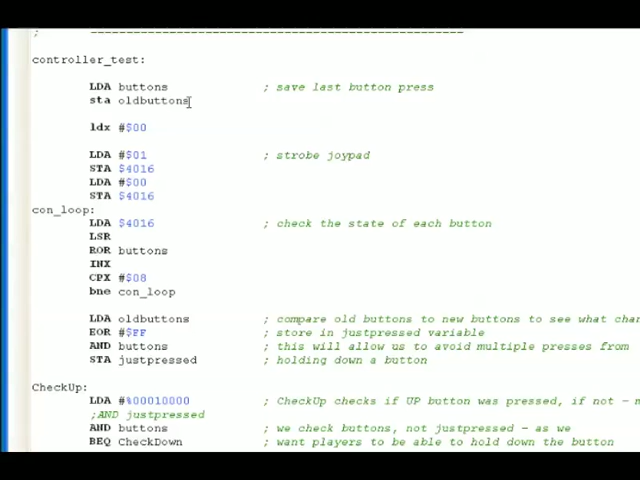 ; ------------------------------------------------------
controller_test:
LDA buttons ; save last button press
sta oldbuttons
ldx #$00
LDA #$01 ; strobe joypad
STA $4016
LDA #$00
STA $4016
con_loop:
LDA $4016 ; check the state of each button
LSR
ROR buttons
INX
CPX #$08
bne con_loop
LDA oldbuttons ; compare old buttons to new buttons to see what chan
EOR #$FF ; store in justpressed variable
AND buttons ; this will allow us to avoid multiple presses from
STA justpressed ; holding down a button
CheckUp:
LDA #%00010000 ; CheckUp checks if UP button was pressed, if not - m
;AND justpressed
AND buttons ; we check buttons, not justpressed - as we
BEQ CheckDown ; want players to be able to hold down the button